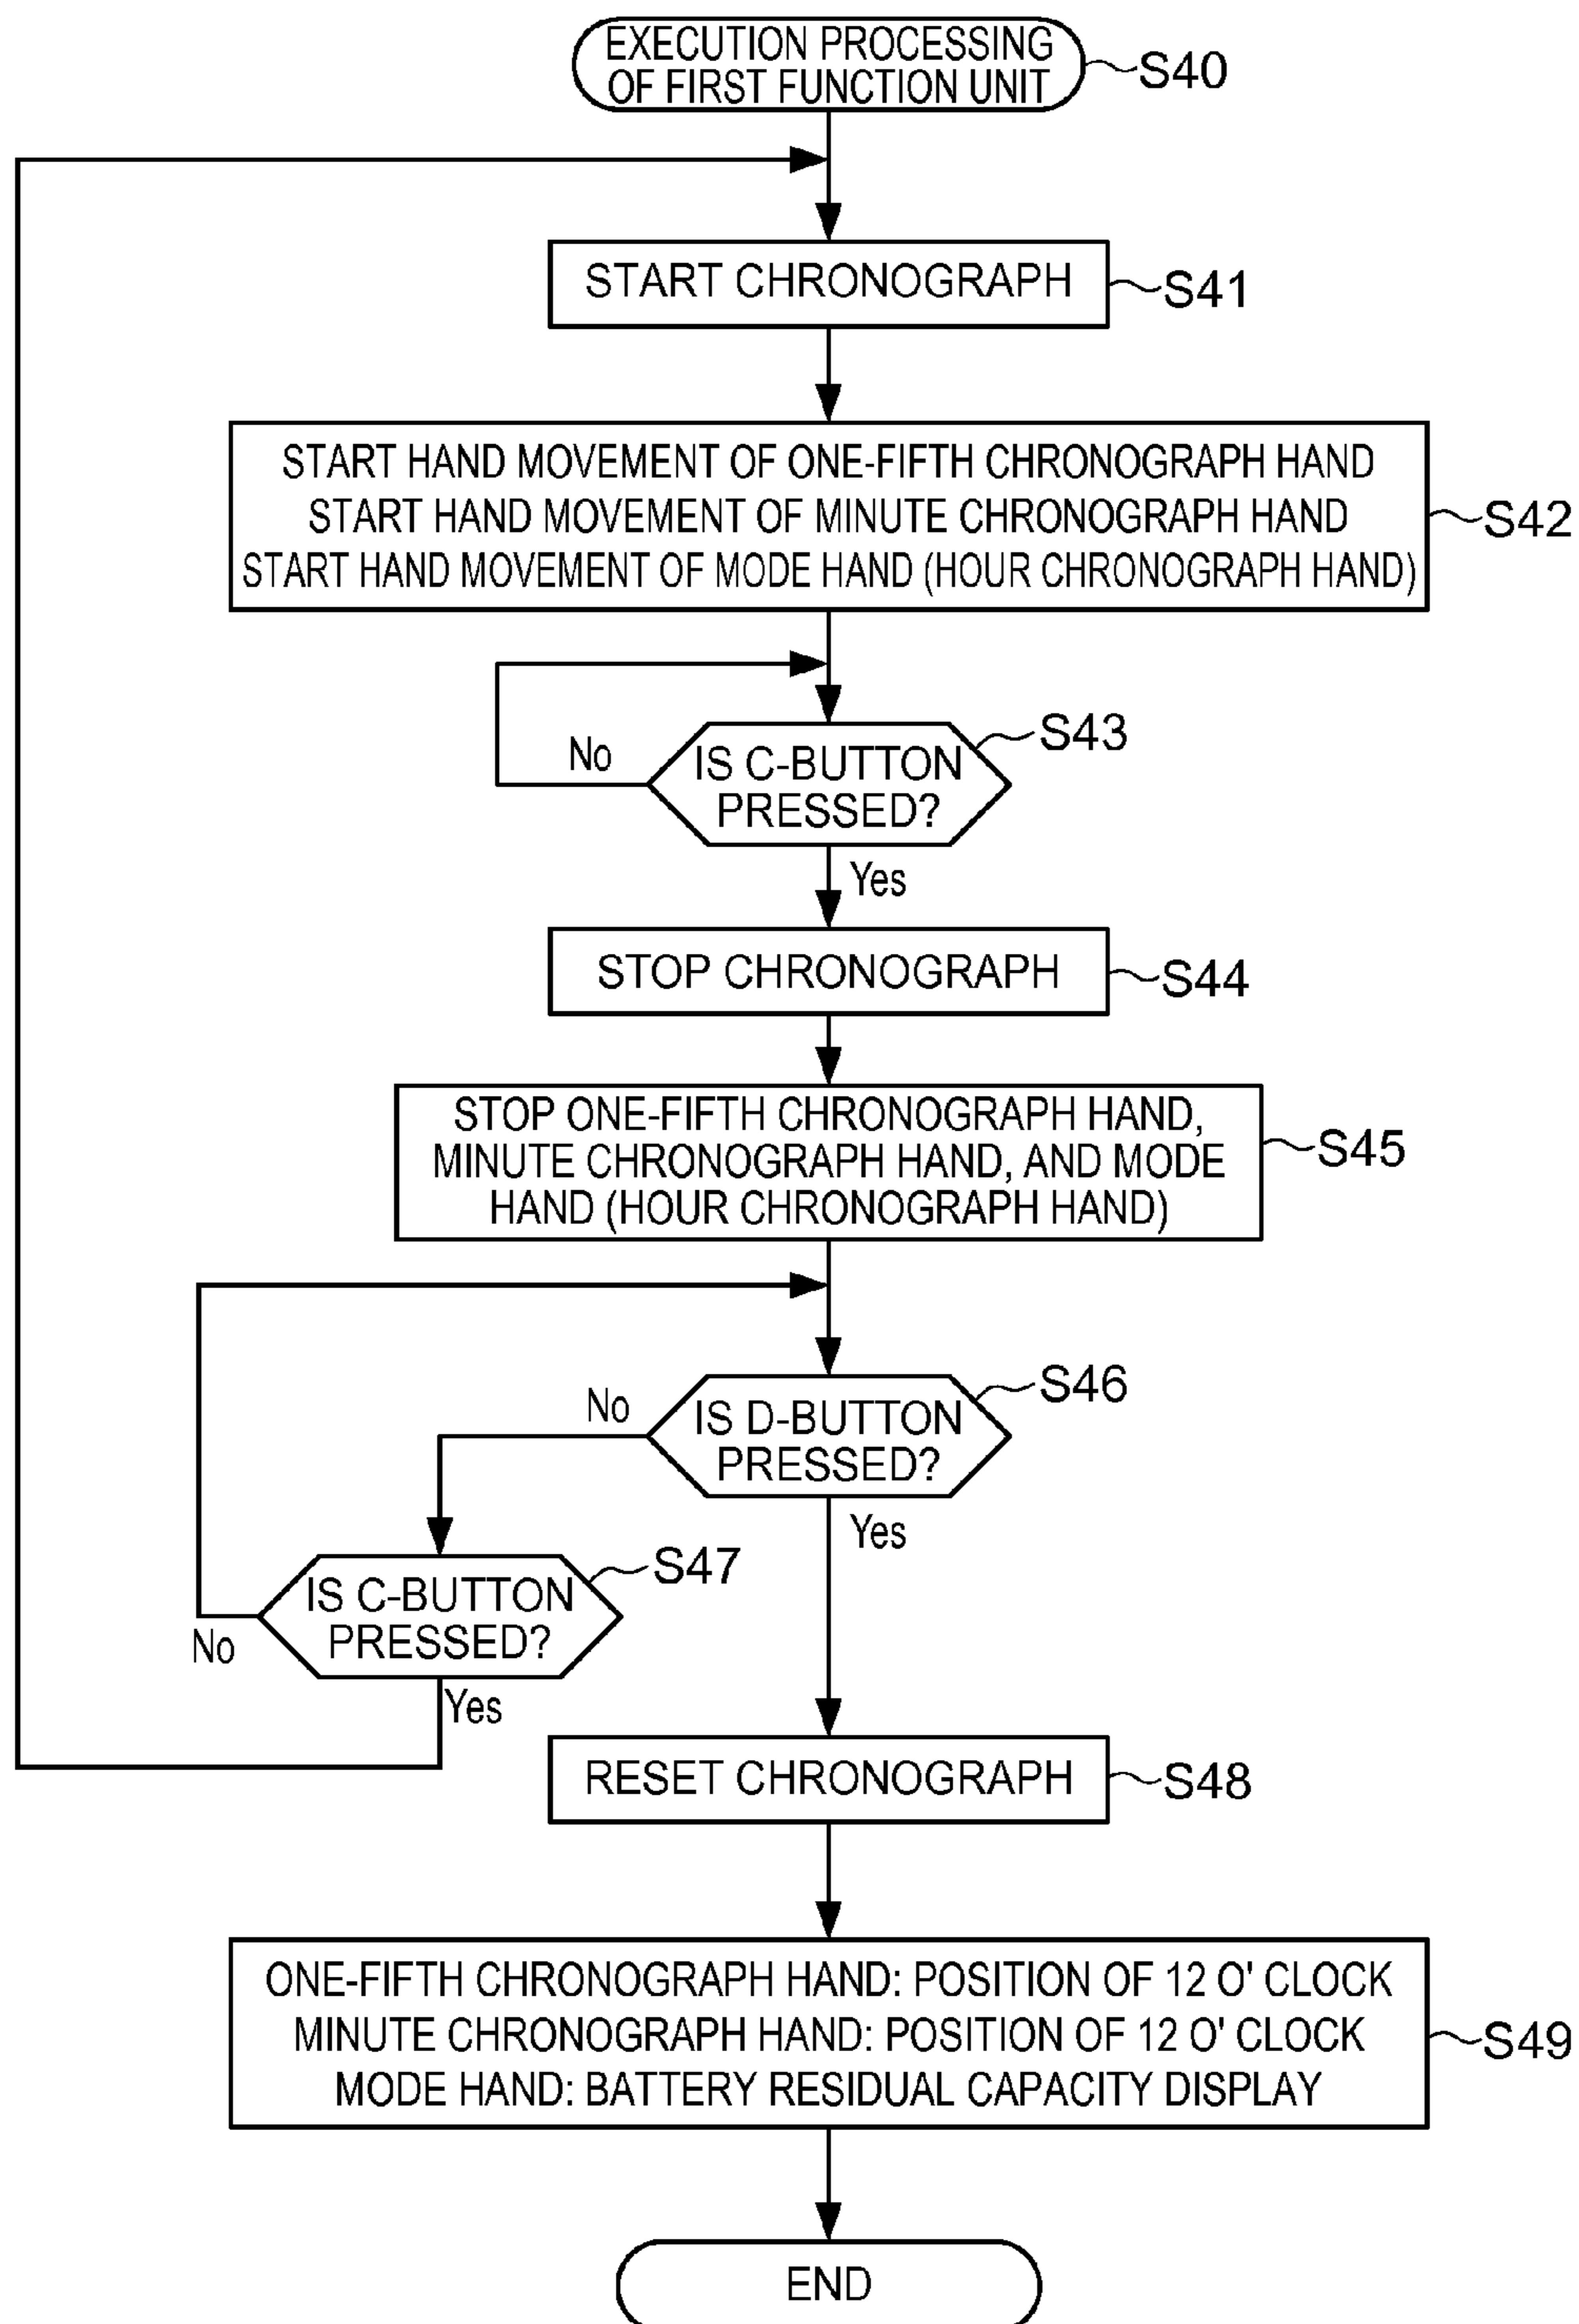 EXECUTION PROCESSING
OF FIRST FUNCTION UNIT
S40
START CHRONOGRAPH
S41
START HAND MOVEMENT OF ONE-FIFTH CHRONOGRAPH HAND
START HAND MOVEMENT OF MINUTE CHRONOGRAPH HAND
START HAND MOVEMENT OF MODE HAND (HOUR CHRONOGRAPH HAND)
S42
IS C-BUTTON
PRESSED?
S43
No
Yes
STOP CHRONOGRAPH
S44
STOP ONE-FIFTH CHRONOGRAPH HAND,
MINUTE CHRONOGRAPH HAND, AND MODE
HAND (HOUR CHRONOGRAPH HAND)
S45
IS D-BUTTON
PRESSED?
S46
No
Yes
IS C-BUTTON
PRESSED?
S47
No
Yes
RESET CHRONOGRAPH
S48
ONE-FIFTH CHRONOGRAPH HAND: POSITION OF 12 O' CLOCK
MINUTE CHRONOGRAPH HAND: POSITION OF 12 O' CLOCK
MODE HAND: BATTERY RESIDUAL CAPACITY DISPLAY
S49
END